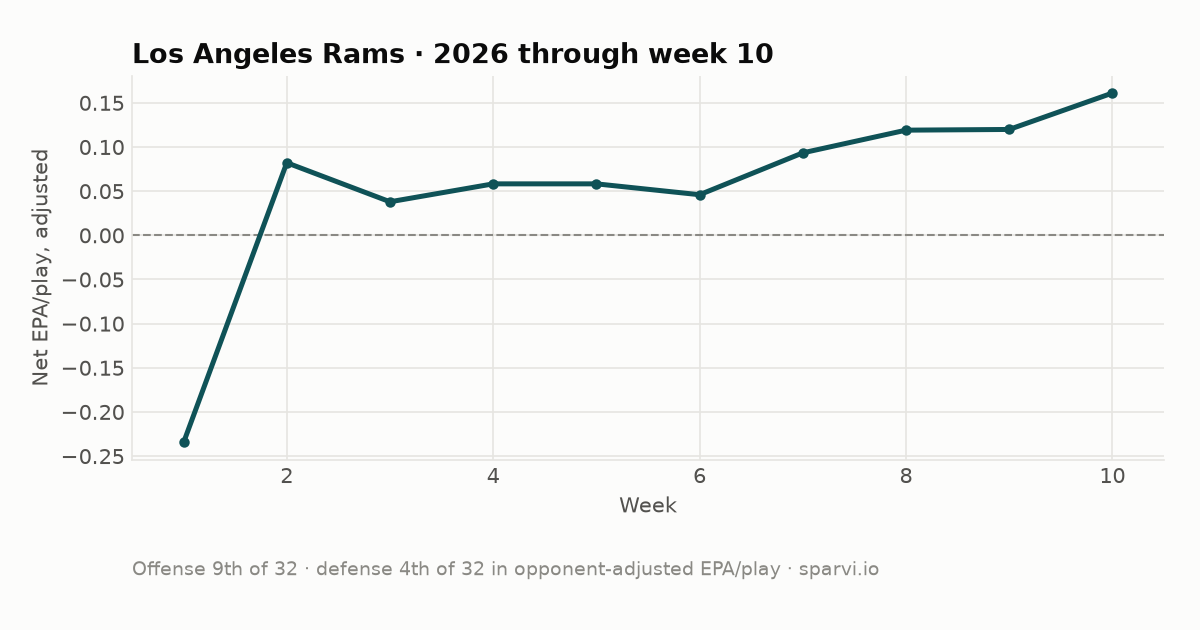 Los Angeles Rams · 2026 through week 10
Net EPA/play, adjusted
0.15
0.10
0.05
0.00
−0.05
−0.10
−0.15
−0.20
−0.25
2 4 6 8 10
Week
Offense 9th of 32 · defense 4th of 32 in opponent-adjusted EPA/play · sparvi.io